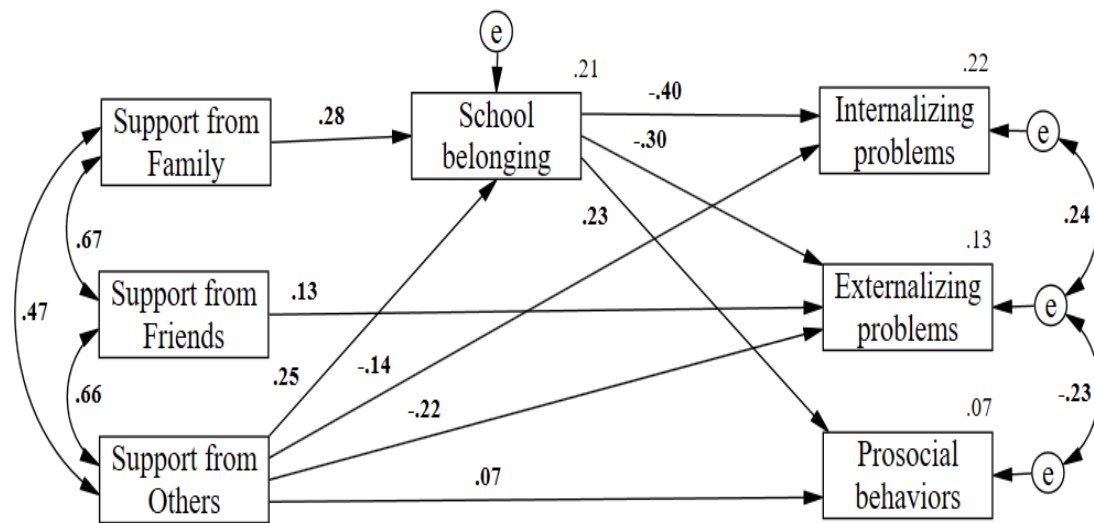 e
.21
.22
Support from
Family
.28
School
belonging
-.40
Internalizing
problems
e
-.30
.67
.23
.24
.13
.47
Support from
Friends
.13
Externalizing
problems
e
.66
.25
-.14
-.22
-.23
.07
Support from
Others
.07
Prosocial
behaviors
e